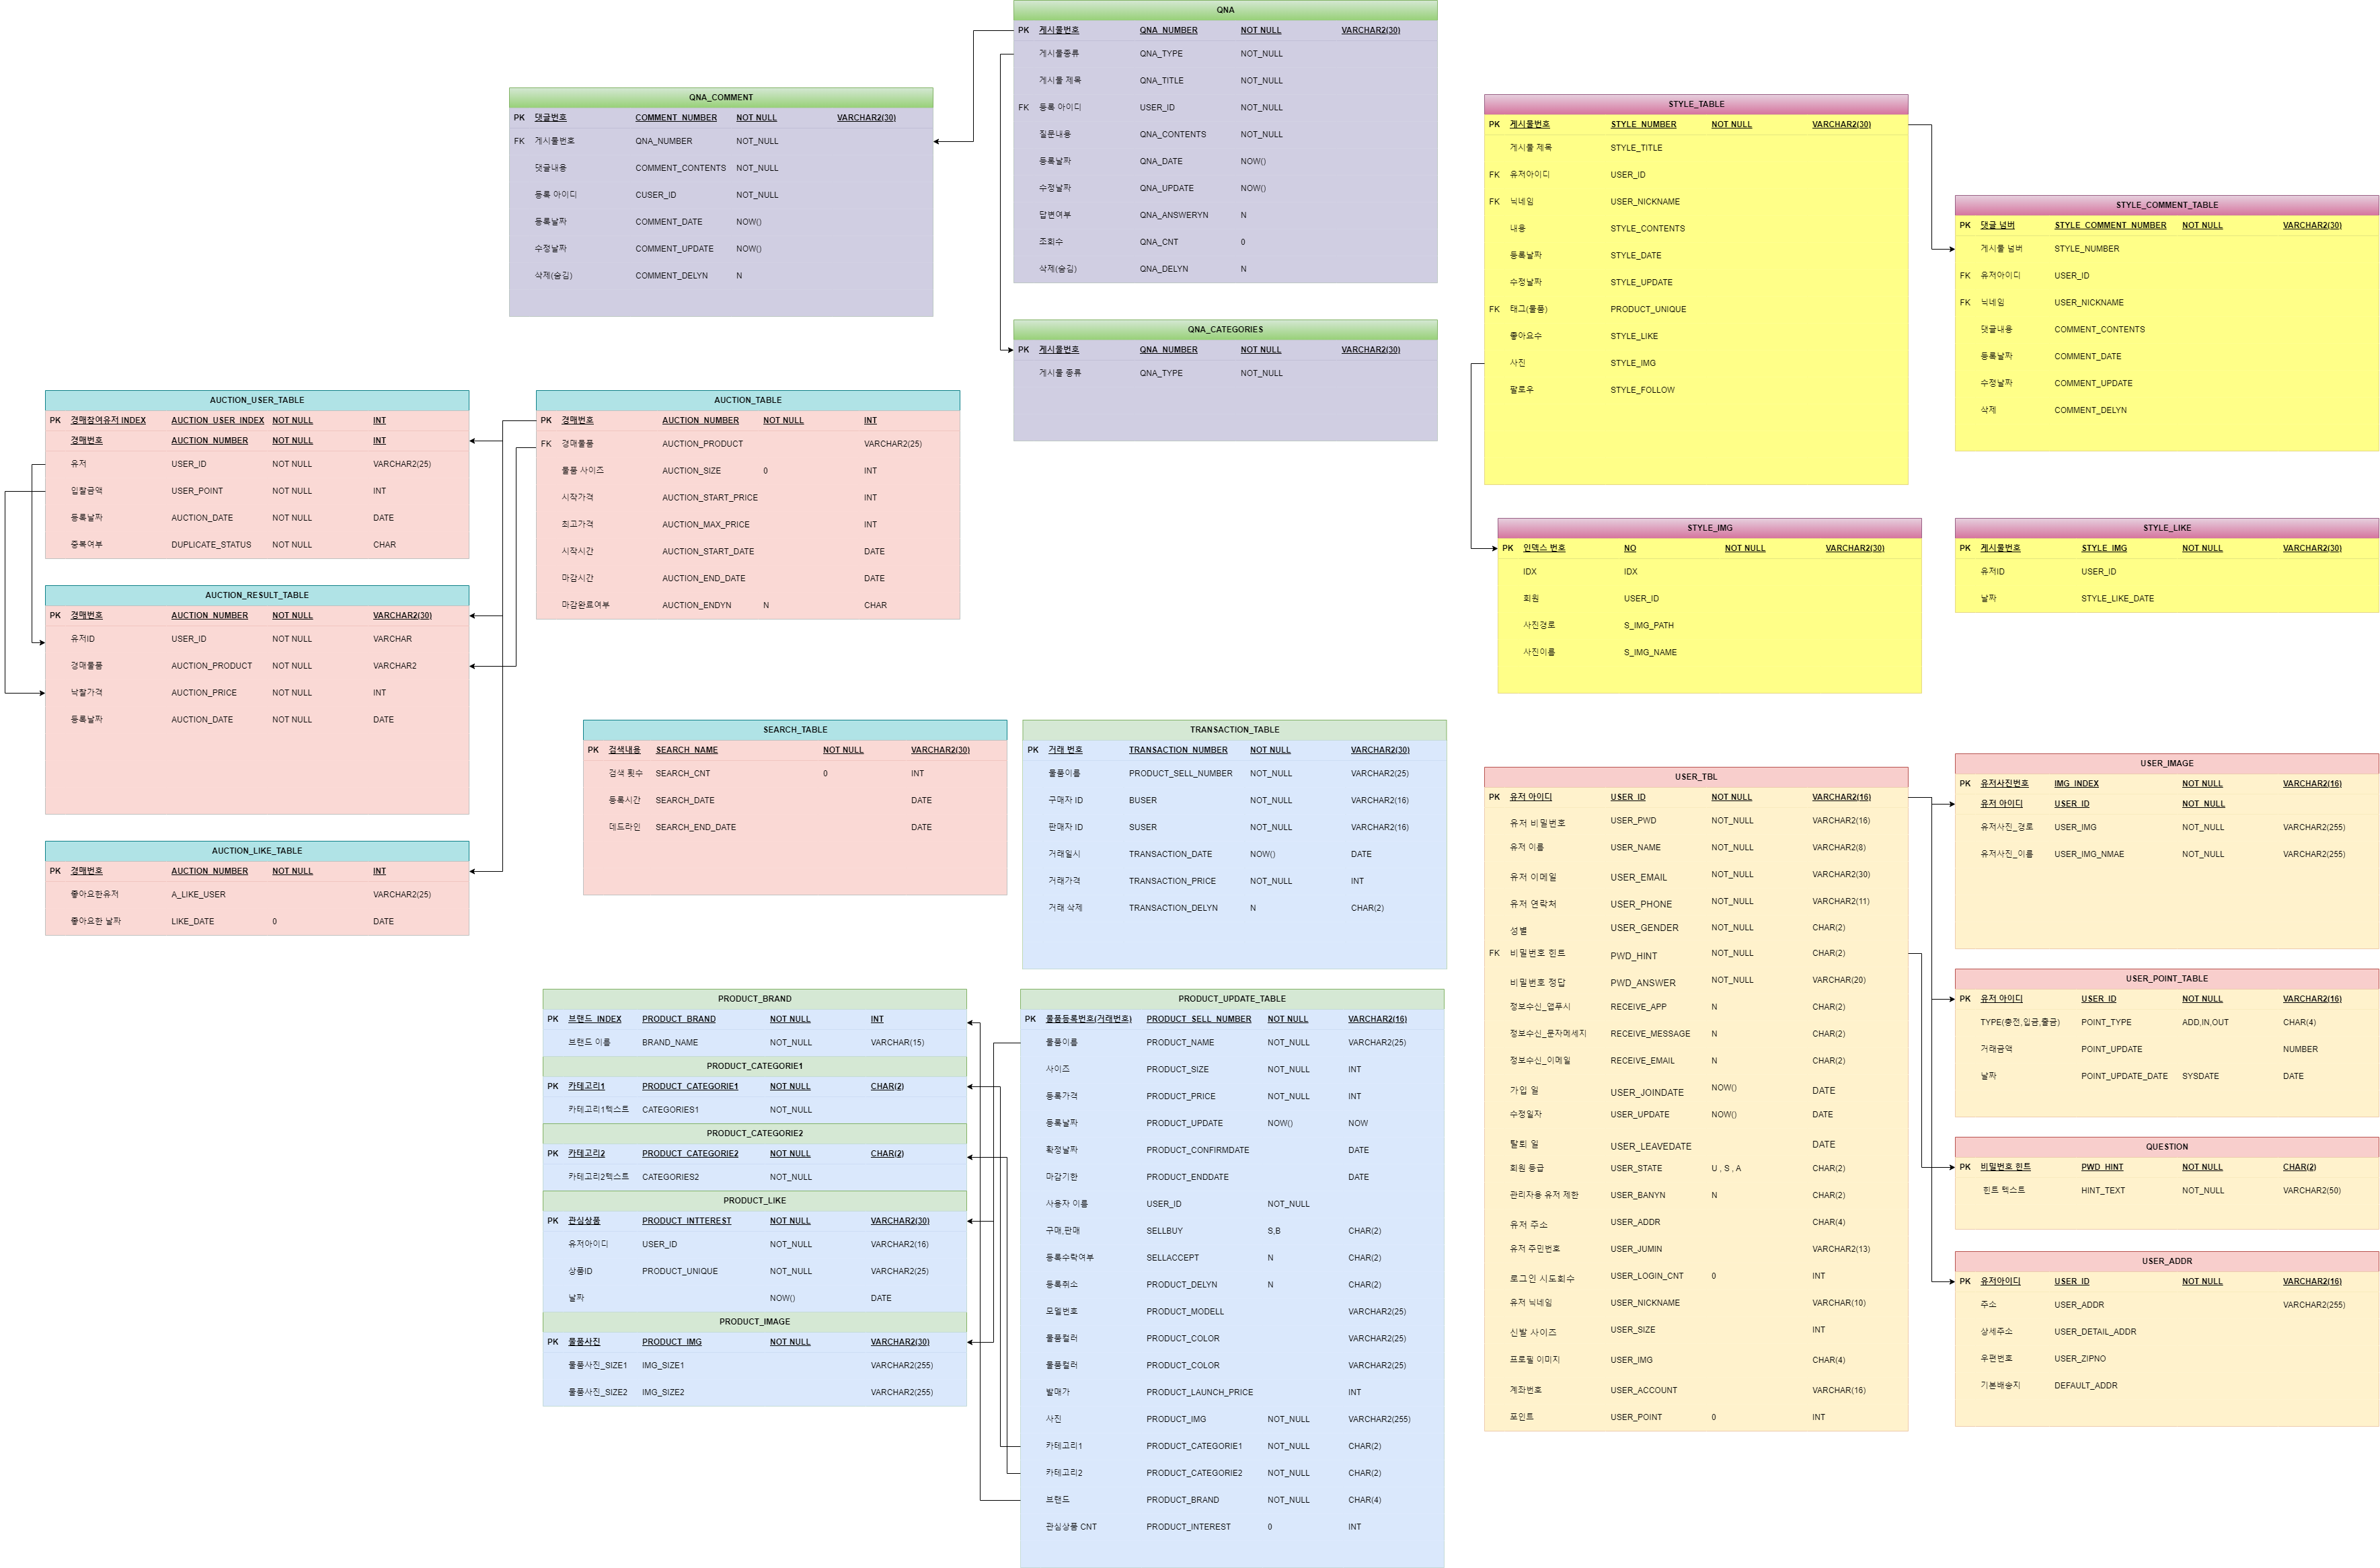 QNA
PK 게시물번호 QNA_NUMBER NOT NULL VARCHAR2(30)
게시물종류 QNA_TYPE NOT_NULL
게시물 제목 QNA_TITLE NOT_NULL
FK 등록 아이디 USER_ID NOT_NULL
질문내용 QNA_CONTENTS NOT_NULL
등록날짜 QNA_DATE NOW()
수정날짜 QNA_UPDATE NOW()
답변여부 QNA_ANSWERYN N
조회수 QNA_CNT 0
삭제(숨김) QNA_DELYN N
QNA_COMMENT
PK 댓글번호 COMMENT_NUMBER NOT NULL VARCHAR2(30)
FK 게시물번호 QNA_NUMBER NOT_NULL
댓글내용 COMMENT_CONTENTS NOT_NULL
등록 아이디 CUSER_ID NOT_NULL
등록날짜 COMMENT_DATE NOW()
수정날짜 COMMENT_UPDATE NOW()
삭제(숨김) COMMENT_DELYN N
QNA_CATEGORIES
PK 게시물번호 QNA_NUMBER NOT NULL VARCHAR2(30)
게시물 종류 QNA_TYPE NOT_NULL
STYLE_TABLE
PK 게시물번호 STYLE_NUMBER NOT NULL VARCHAR2(30)
게시물 제목 STYLE_TITLE
FK 유저아이디 USER_ID
FK 닉네임 USER_NICKNAME
내용 STYLE_CONTENTS
등록날짜 STYLE_DATE
수정날짜 STYLE_UPDATE
FK 태그(물품) PRODUCT_UNIQUE
좋아요수 STYLE_LIKE
사진 STYLE_IMG
팔로우 STYLE_FOLLOW
STYLE_COMMENT_TABLE
PK 댓글 넘버 STYLE_COMMENT_NUMBER NOT NULL VARCHAR2(30)
게시물 넘버 STYLE_NUMBER
FK 유저아이디 USER_ID
FK 닉네임 USER_NICKNAME
댓글내용 COMMENT_CONTENTS
등록날짜 COMMENT_DATE
수정날짜 COMMENT_UPDATE
삭제 COMMENT_DELYN
STYLE_IMG
PK 인덱스 번호 NO NOT NULL VARCHAR2(30)
IDX IDX
회원 USER_ID
사진경로 S_IMG_PATH
사진이름 S_IMG_NAME
STYLE_LIKE
PK 게시물번호 STYLE_IMG NOT NULL VARCHAR2(30)
유저ID USER_ID
날짜 STYLE_LIKE_DATE
AUCTION_USER_TABLE
PK 경매참여유저 INDEX AUCTION_USER_INDEX NOT NULL INT
경매번호 AUCTION_NUMBER NOT NULL INT
유저 USER_ID NOT NULL VARCHAR2(25)
입찰금액 USER_POINT NOT NULL INT
등록날짜 AUCTION_DATE NOT NULL DATE
중복여부 DUPLICATE_STATUS NOT NULL CHAR
AUCTION_TABLE
PK 경매번호 AUCTION_NUMBER NOT NULL INT
FK 경매물품 AUCTION_PRODUCT VARCHAR2(25)
물품 사이즈 AUCTION_SIZE 0 INT
시작가격 AUCTION_START_PRICE INT
최고가격 AUCTION_MAX_PRICE INT
시작시간 AUCTION_START_DATE DATE
마감시간 AUCTION_END_DATE DATE
마감완료여부 AUCTION_ENDYN N CHAR
AUCTION_RESULT_TABLE
PK 경매번호 AUCTION_NUMBER NOT NULL VARCHAR2(30)
유저ID USER_ID NOT NULL VARCHAR
경매물품 AUCTION_PRODUCT NOT NULL VARCHAR2
낙찰가격 AUCTION_PRICE NOT NULL INT
등록날짜 AUCTION_DATE NOT NULL DATE
AUCTION_LIKE_TABLE
PK 경매번호 AUCTION_NUMBER NOT NULL INT
좋아요한유저 A_LIKE_USER VARCHAR2(25)
좋아요한 날짜 LIKE_DATE 0 DATE
SEARCH_TABLE
PK 검색내용 SEARCH_NAME NOT NULL VARCHAR2(30)
검색 횟수 SEARCH_CNT 0 INT
등록시간 SEARCH_DATE DATE
데드라인 SEARCH_END_DATE DATE
TRANSACTION_TABLE
PK 거래 번호 TRANSACTION_NUMBER NOT NULL VARCHAR2(30)
물품이름 PRODUCT_SELL_NUMBER NOT_NULL VARCHAR2(25)
구매자 ID BUSER NOT_NULL VARCHAR2(16)
판매자 ID SUSER NOT_NULL VARCHAR2(16)
거래일시 TRANSACTION_DATE NOW() DATE
거래가격 TRANSACTION_PRICE NOT_NULL INT
거래 삭제 TRANSACTION_DELYN N CHAR(2)
PRODUCT_BRAND
PK 브랜드_INDEX PRODUCT_BRAND NOT NULL INT
브랜드 이름 BRAND_NAME NOT_NULL VARCHAR(15)
PRODUCT_CATEGORIE1
PK 카테고리1 PRODUCT_CATEGORIE1 NOT NULL CHAR(2)
카테고리1텍스트 CATEGORIES1 NOT_NULL
PRODUCT_CATEGORIE2
PK 카테고리2 PRODUCT_CATEGORIE2 NOT NULL CHAR(2)
카테고리2텍스트 CATEGORIES2 NOT_NULL
PRODUCT_LIKE
PK 관심상품 PRODUCT_INTTEREST NOT NULL VARCHAR2(30)
유저아이디 USER_ID NOT_NULL VARCHAR2(16)
상품ID PRODUCT_UNIQUE NOT_NULL VARCHAR2(25)
날짜 NOW() DATE
PRODUCT_IMAGE
PK 물품사진 PRODUCT_IMG NOT NULL VARCHAR2(30)
물품사진_SIZE1 IMG_SIZE1 VARCHAR2(255)
물품사진_SIZE2 IMG_SIZE2 VARCHAR2(255)
PRODUCT_UPDATE_TABLE
PK 물품등록번호(거래번호) PRODUCT_SELL_NUMBER NOT NULL VARCHAR2(16)
물품이름 PRODUCT_NAME NOT_NULL VARCHAR2(25)
사이즈 PRODUCT_SIZE NOT_NULL INT
등록가격 PRODUCT_PRICE NOT_NULL INT
등록날짜 PRODUCT_UPDATE NOW() NOW
확정날짜 PRODUCT_CONFIRMDATE DATE
마감기한 PRODUCT_ENDDATE DATE
사용자 이름 USER_ID NOT_NULL
구매,판매 SELLBUY S,B CHAR(2)
등록수락여부 SELLACCEPT N CHAR(2)
등록취소 PRODUCT_DELYN N CHAR(2)
모델번호 PRODUCT_MODELL VARCHAR2(25)
물품컬러 PRODUCT_COLOR VARCHAR2(25)
물품컬러 PRODUCT_COLOR VARCHAR2(25)
발매가 PRODUCT_LAUNCH_PRICE INT
사진 PRODUCT_IMG NOT_NULL VARCHAR2(255)
카테고리1 PRODUCT_CATEGORIE1 NOT_NULL CHAR(2)
카테고리2 PRODUCT_CATEGORIE2 NOT_NULL CHAR(2)
브랜드 PRODUCT_BRAND NOT_NULL CHAR(4)
관심상품 CNT PRODUCT_INTEREST 0 INT
USER_TBL
PK 유저 아이디 USER_ID NOT NULL VARCHAR2(16)
유저 비밀번호 USER_PWD NOT_NULL VARCHAR2(16)
유저 이름 USER_NAME NOT_NULL VARCHAR2(8)
유저 이메일 USER_EMAIL NOT_NULL VARCHAR2(30)
유저 연락처 USER_PHONE NOT_NULL VARCHAR2(11)
성별 USER_GENDER NOT_NULL CHAR(2)
FK 비밀번호 힌트 PWD_HINT NOT_NULL CHAR(2)
비밀번호 정답 PWD_ANSWER NOT_NULL VARCHAR(20)
정보수신_앱푸시 RECEIVE_APP N CHAR(2)
정보수신_문자메세지 RECEIVE_MESSAGE N CHAR(2)
정보수신_이메일 RECEIVE_EMAIL N CHAR(2)
가입 일 USER_JOINDATE NOW() DATE
수정일자 USER_UPDATE NOW() DATE
탈퇴 일 USER_LEAVEDATE DATE
회원 등급 USER_STATE U , S , A CHAR(2)
관리자용 유저 제한 USER_BANYN N CHAR(2)
유저 주소 USER_ADDR CHAR(4)
유저 주민번호 USER_JUMIN VARCHAR2(13)
로그인 시도회수 USER_LOGIN_CNT 0 INT
유저 닉네임 USER_NICKNAME VARCHAR(10)
신발 사이즈 USER_SIZE INT
프로필 이미지 USER_IMG CHAR(4)
계좌번호 USER_ACCOUNT VARCHAR(16)
포인트 USER_POINT 0 INT
USER_IMAGE
PK 유저사진번호 IMG_INDEX NOT NULL VARCHAR2(16)
유저 아이디 USER_ID NOT_NULL
유저사진_경로 USER_IMG NOT_NULL VARCHAR2(255)
유저사진_이름 USER_IMG_NMAE NOT_NULL VARCHAR2(255)
USER_POINT_TABLE
PK 유저 아이디 USER_ID NOT NULL VARCHAR2(16)
TYPE(충전,입금,출금) POINT_TYPE ADD,IN,OUT CHAR(4)
거래금액 POINT_UPDATE NUMBER
날짜 POINT_UPDATE_DATE SYSDATE DATE
QUESTION
PK 비밀번호 힌트 PWD_HINT NOT NULL CHAR(2)
힌트 텍스트 HINT_TEXT NOT_NULL VARCHAR2(50)
USER_ADDR
PK 유저아이디 USER_ID NOT NULL VARCHAR2(16)
주소 USER_ADDR VARCHAR2(255)
상세주소 USER_DETAIL_ADDR
우편번호 USER_ZIPNO
기본배송지 DEFAULT_ADDR